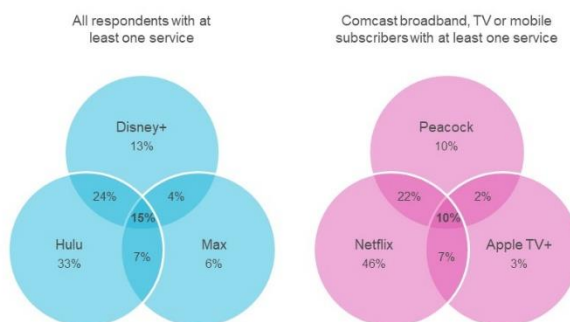 All respondents with at
least one service
Disney+
13%
24%
4%
15%
Hulu
33%
7%
Max
6%
Comcast broadband, TV or mobile
subscribers with at least one service
Peacock
10%
22%
2%
10%
Netflix
46%
7%
Apple TV+
3%